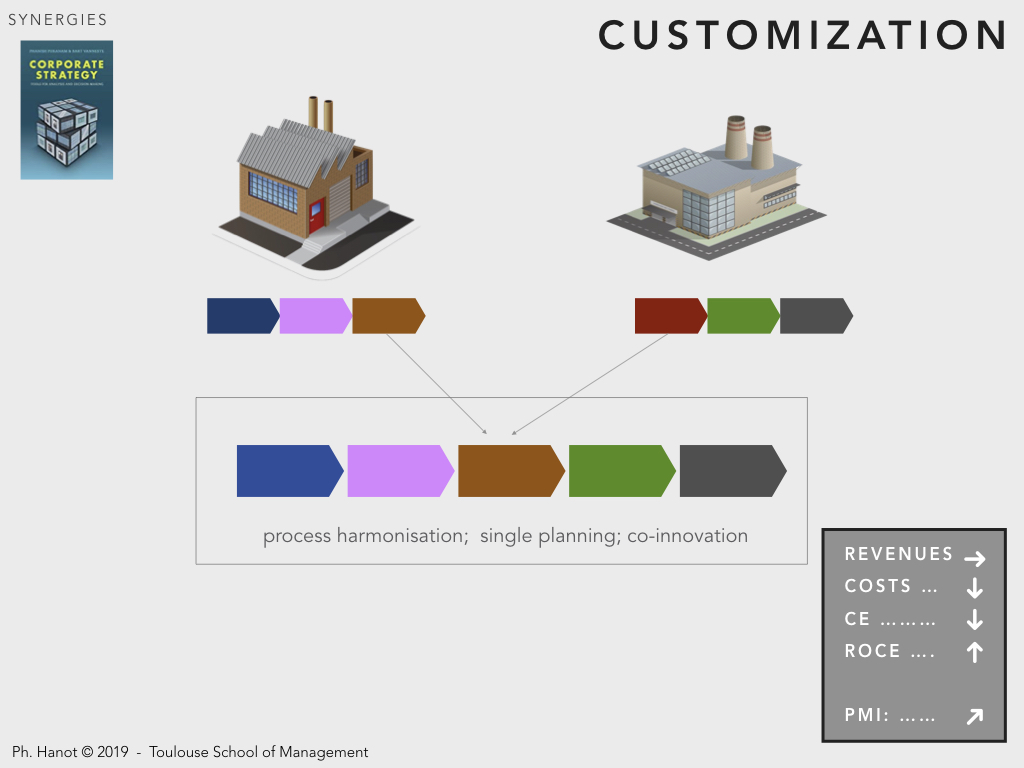 SYNERGIES
CUSTOMIZATION
CORPORATE
STRATEGY
process harmonisation;  single planning; co-innovation
REVENUES →
COSTS ... ↓
CE ......... ↓
ROCE .... ↑
PMI: ...... ↗
Ph. Hanot © 2019  -  Toulouse School of Management